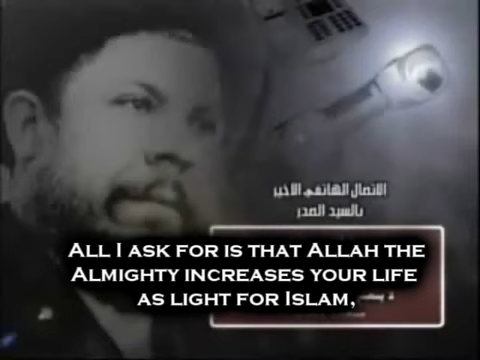 الاتصال الهاتفي الاخير
بالسيد الصدر
All I ask for is that Allah the
Almighty increases your life
as light for Islam,